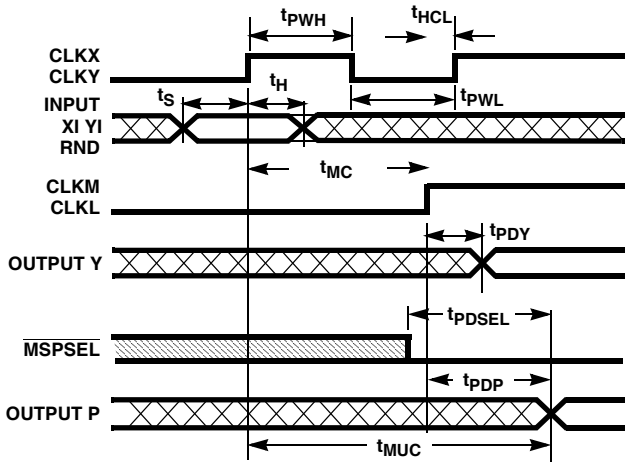 tPWH
tHCL
CLKX
CLKY
tS
tH
tPWL
INPUT
XI YI
RND
tMC
CLKM
CLKL
tPDY
OUTPUT Y
tPDSEL
MSPSEL
tPDP
OUTPUT P
tMUC